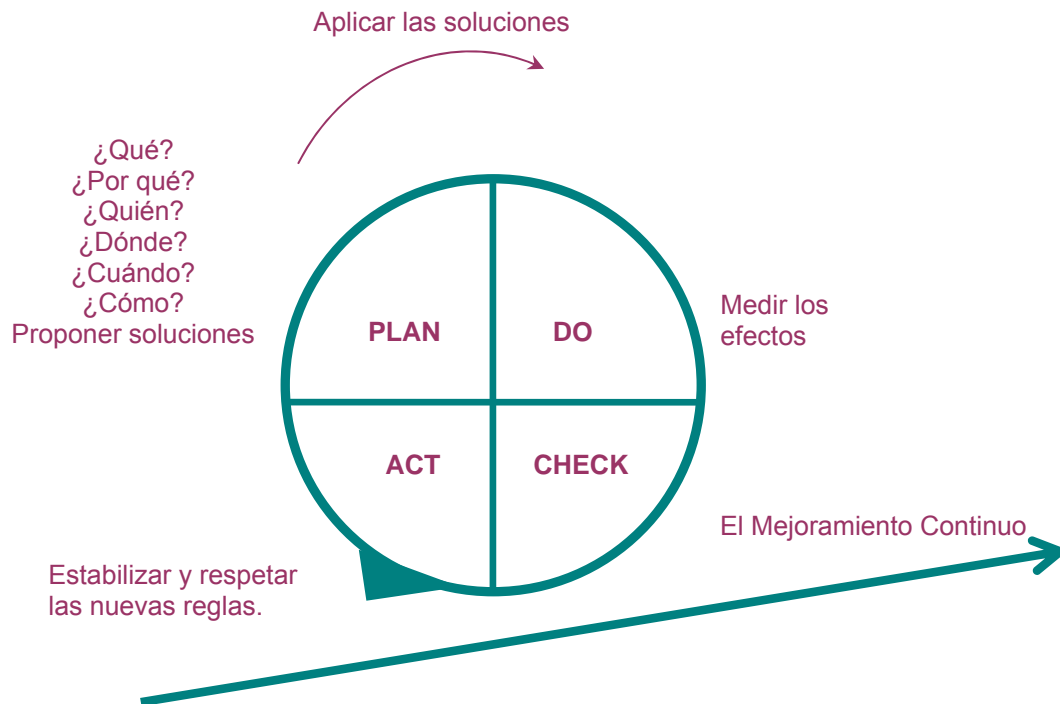 Aplicar las soluciones
¿Qué?
¿Por qué?
¿Quién?
¿Dónde?
¿Cuándo?
¿Cómo?
Proponer soluciones
PLAN
DO
Medir los
efectos
ACT
CHECK
El Mejoramiento Continuo
Estabilizar y respetar
las nuevas reglas.